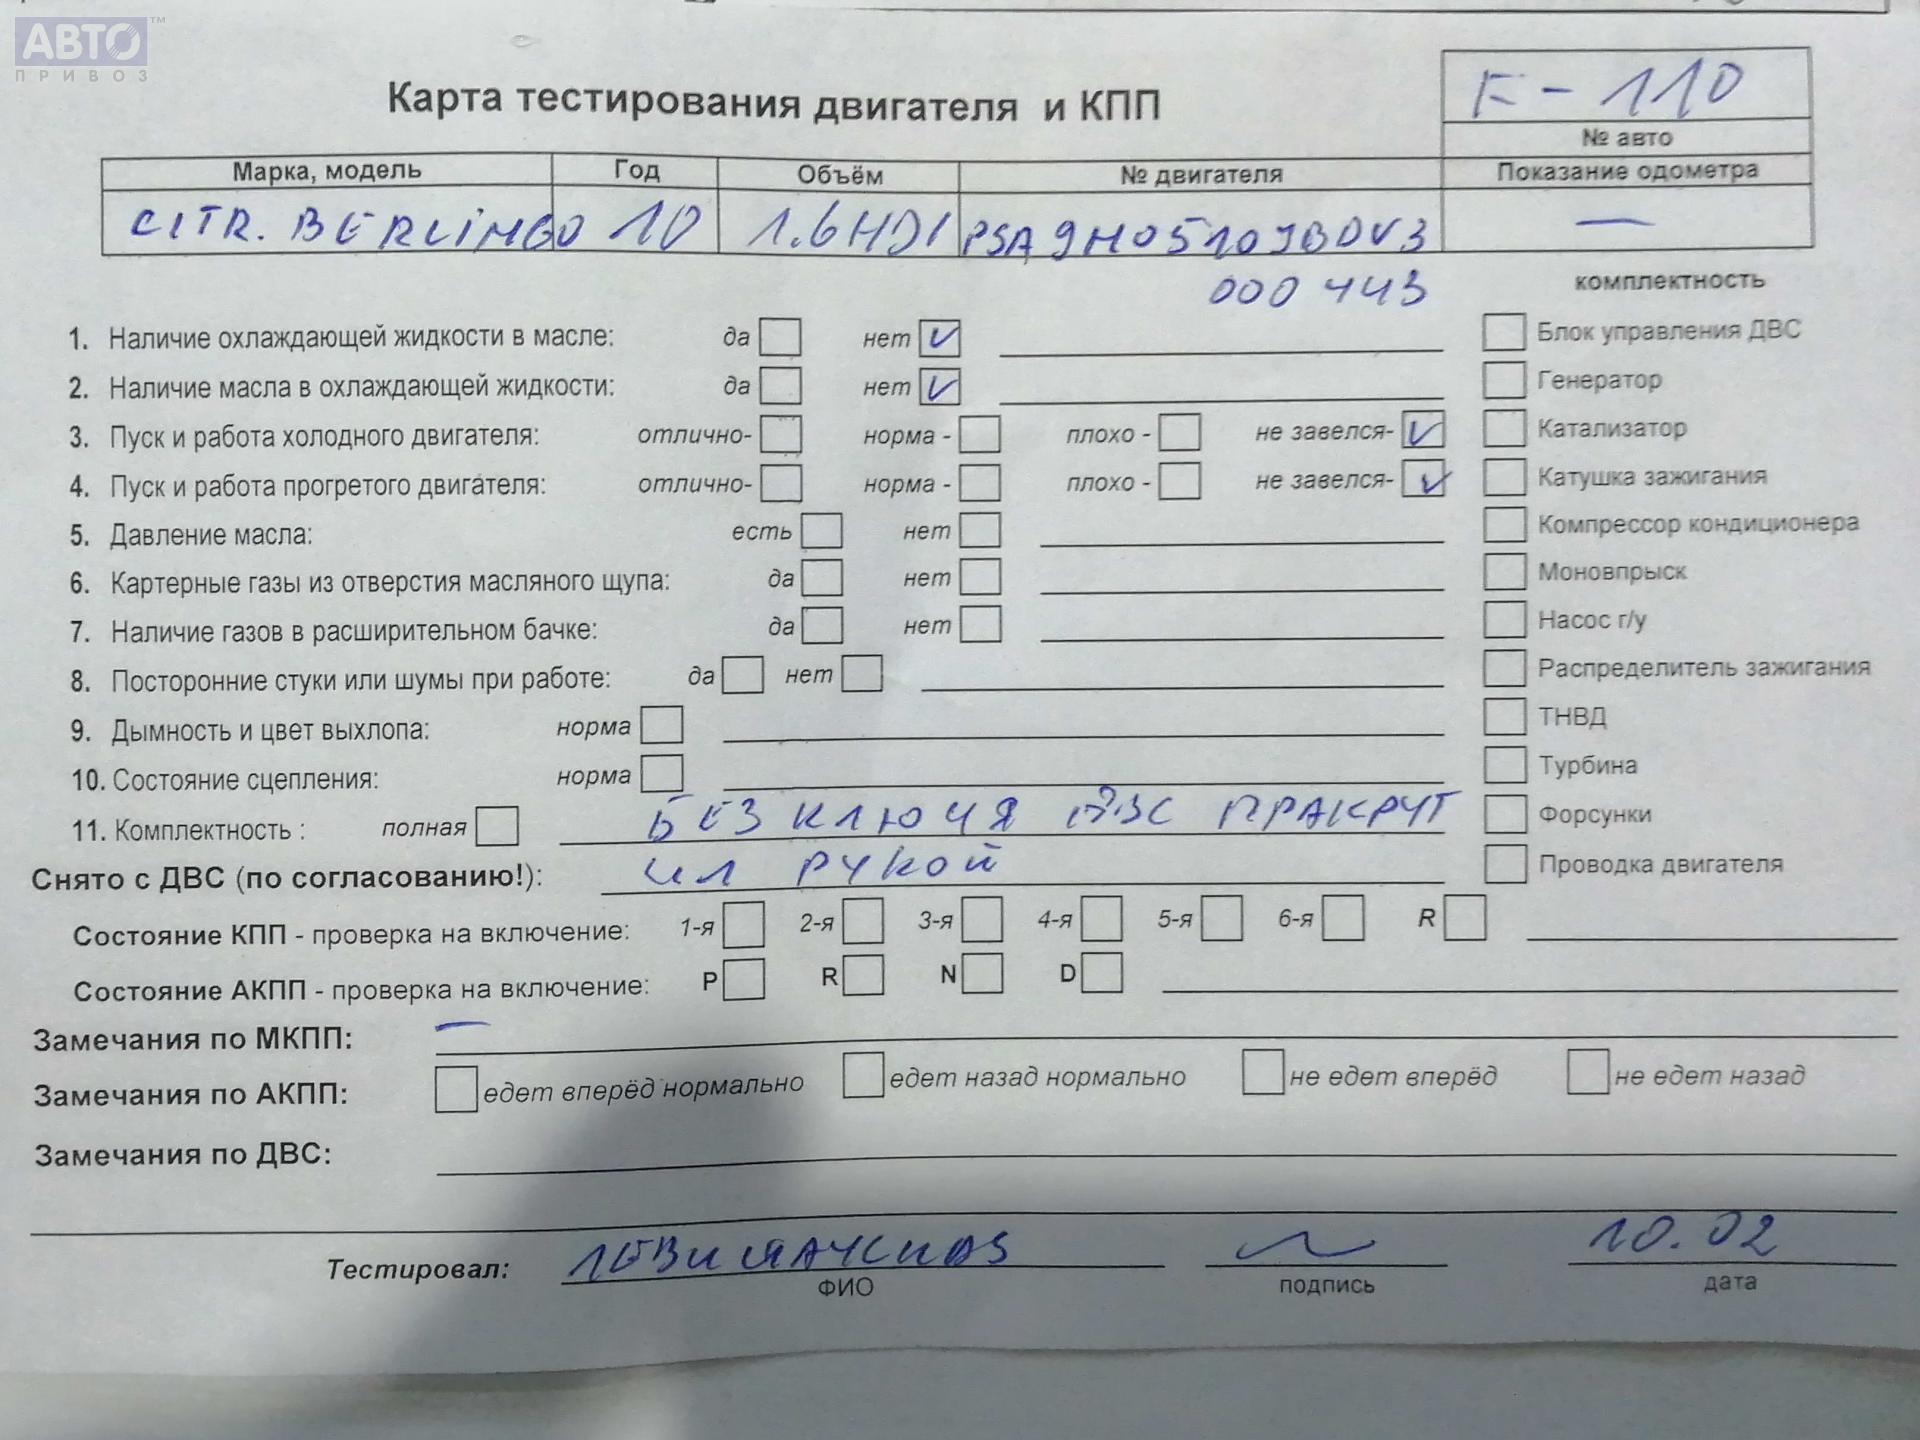 АВТО™
ПРИВОЗ
Карта тестирования двигателя и КПП
F-110
№ авто
Марка, модель Год Объём № двигателя Показание одометра
CITR. BERLINGO 10 1.6HDI PSA9H0510JBDV3 —
000443
комплектность
1. Наличие охлаждающей жидкости в масле: да нет ✓
Блок управления ДВС
2. Наличие масла в охлаждающей жидкости: да нет ✓
Генератор
3. Пуск и работа холодного двигателя: отлично- норма - плохо - не завелся- ✓
Катализатор
4. Пуск и работа прогретого двигателя: отлично- норма - плохо - не завелся- ✓
Катушка зажигания
5. Давление масла: есть нет
Компрессор кондиционера
6. Картерные газы из отверстия масляного щупа: да нет
Моновпрыск
7. Наличие газов в расширительном бачке: да нет
Насос г/у
8. Посторонние стуки или шумы при работе: да нет
Распределитель зажигания
9. Дымность и цвет выхлопа: норма
ТНВД
10. Состояние сцепления: норма
Турбина
11. Комплектность : полная БЕЗ КЛЮЧЯ ДВС ПРАКРУТ
Форсунки
Снято с ДВС (по согласованию!): ИЛ РУКОЙ
Проводка двигателя
Состояние КПП - проверка на включение: 1-я 2-я 3-я 4-я 5-я 6-я R
Состояние АКПП - проверка на включение: P R N D
Замечания по МКПП: —
Замечания по АКПП: едет вперёд нормально едет назад нормально не едет вперёд не едет назад
Замечания по ДВС:
Тестировал: 10.02
ФИО подпись дата